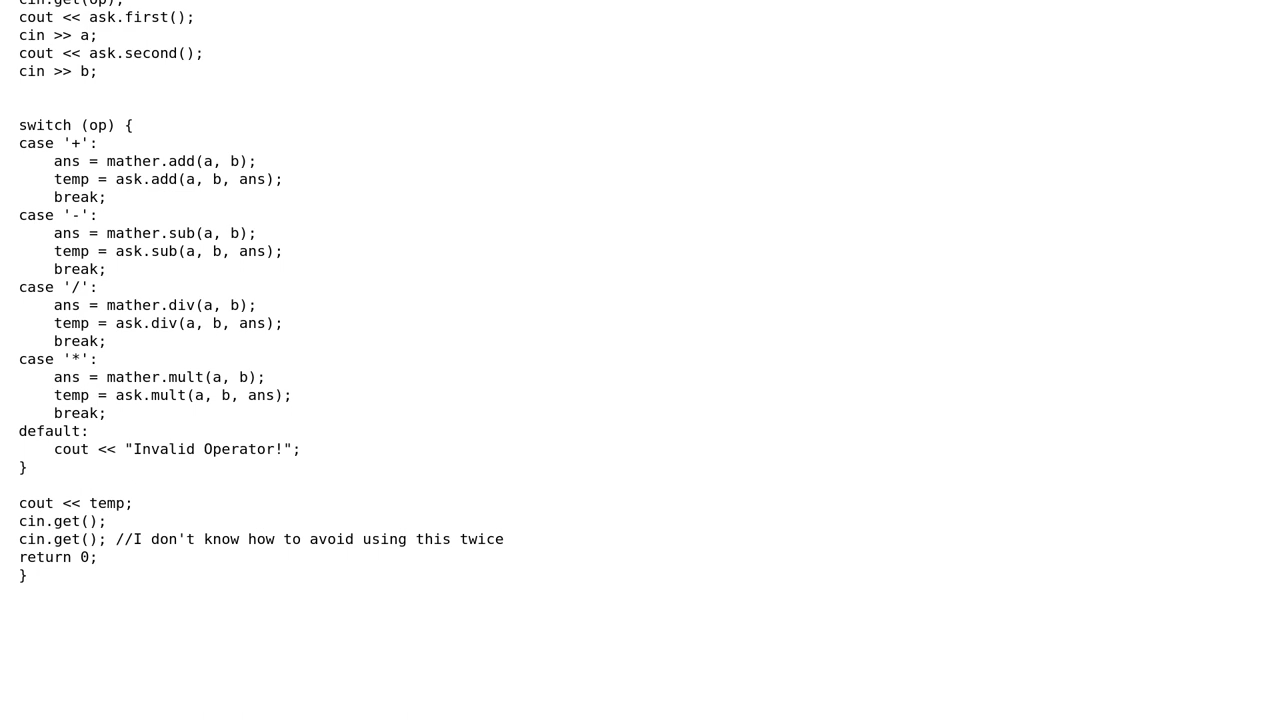 cin.get(op);
cout << ask.first();
cin >> a;
cout << ask.second();
cin >> b;


switch (op) {
case '+':
    ans = mather.add(a, b);
    temp = ask.add(a, b, ans);
    break;
case '-':
    ans = mather.sub(a, b);
    temp = ask.sub(a, b, ans);
    break;
case '/':
    ans = mather.div(a, b);
    temp = ask.div(a, b, ans);
    break;
case '*':
    ans = mather.mult(a, b);
    temp = ask.mult(a, b, ans);
    break;
default:
    cout << "Invalid Operator!";
}

cout << temp;
cin.get();
cin.get(); //I don't know how to avoid using this twice
return 0;
}